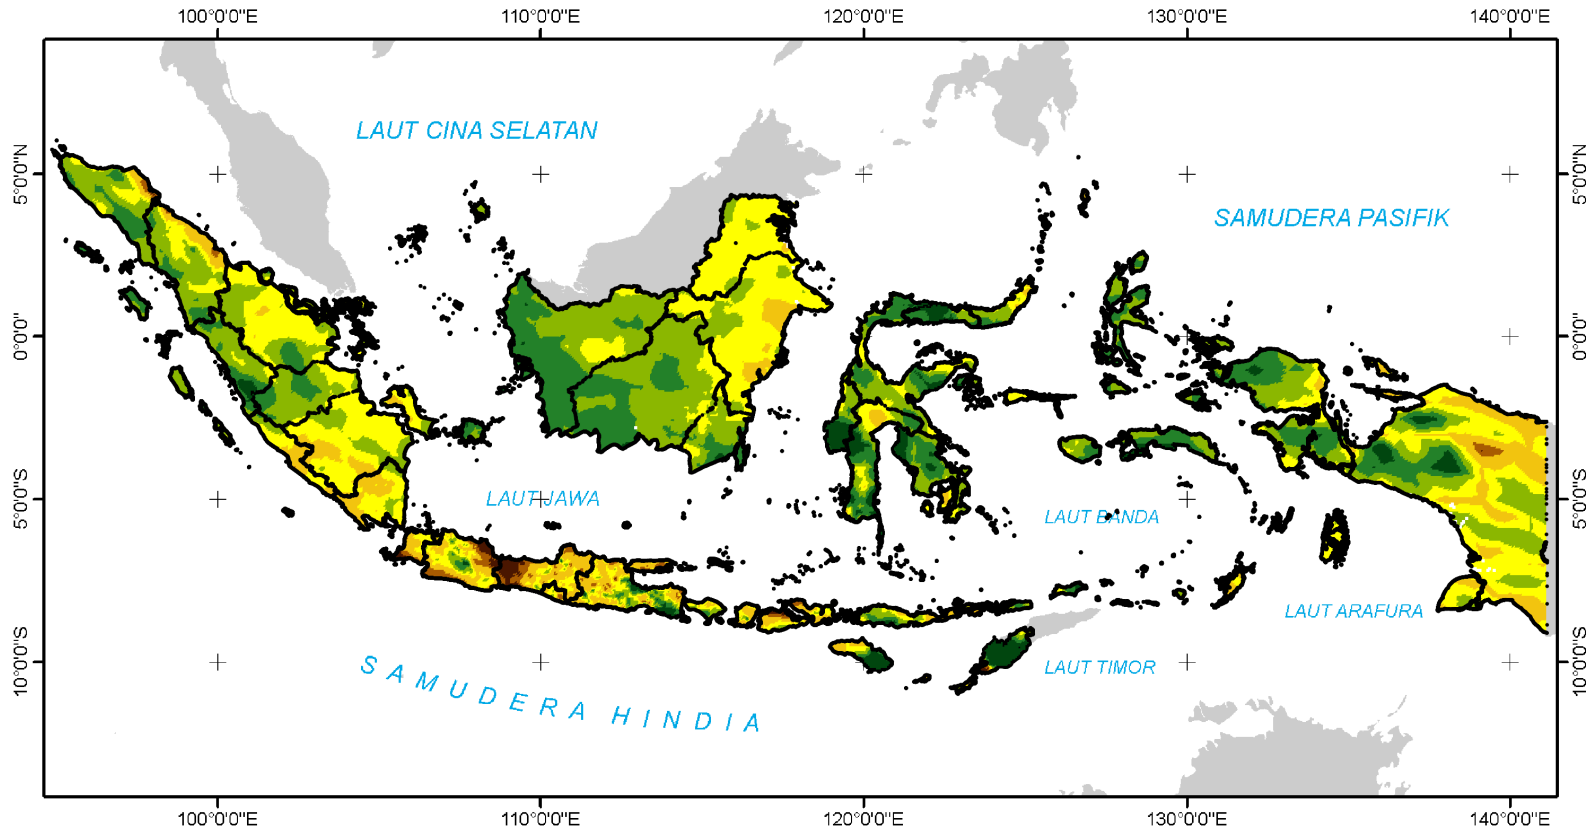 100°0'0"E 110°0'0"E 120°0'0"E 130°0'0"E 140°0'0"E
LAUT CINA SELATAN
5°0'0"N 5°0'0"N
SAMUDERA PASIFIK
0°0'0" 0°0'0"
LAUT JAWA
5°0'0"S 5°0'0"S
LAUT BANDA
LAUT ARAFURA
10°0'0"S 10°0'0"S
LAUT TIMOR
SAMUDERA HINDIA
100°0'0"E 110°0'0"E 120°0'0"E 130°0'0"E 140°0'0"E